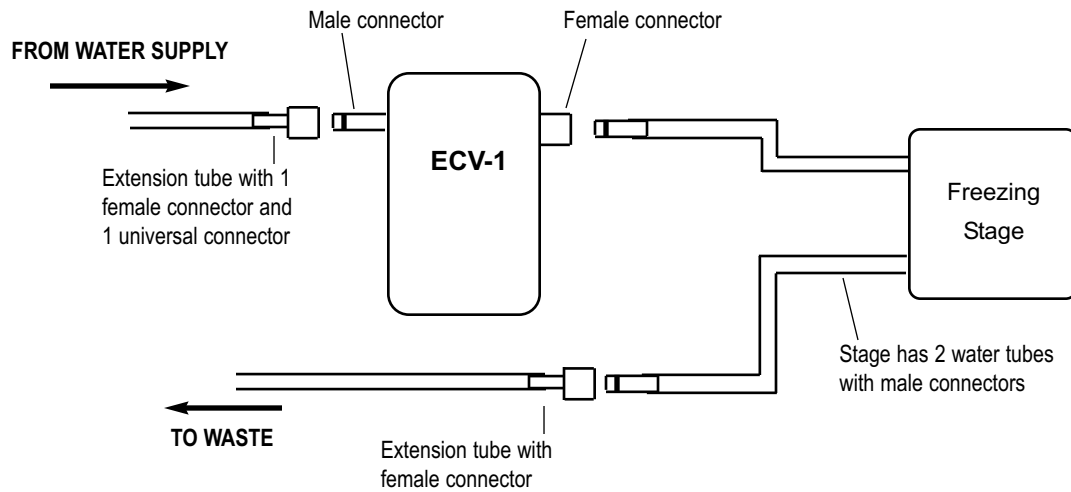 Male connector
Female connector
FROM WATER SUPPLY
ECV-1
Extension tube with 1
female connector and
1 universal connector
Freezing
Stage
Stage has 2 water tubes
with male connectors
TO WASTE
Extension tube with
female connector